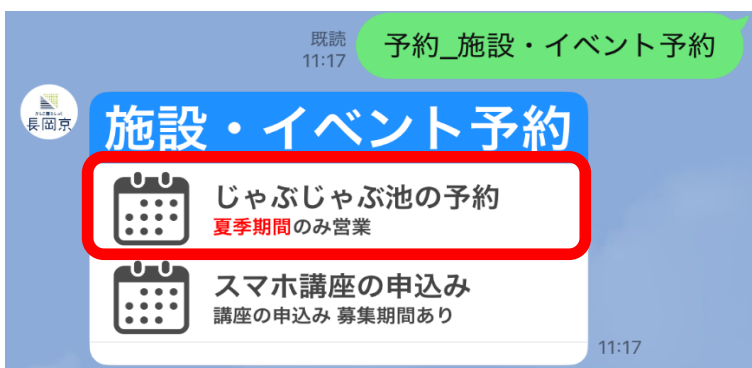 既読
11:17
予約_施設・イベント予約
長岡京
施設・イベント予約
じゃぶじゃぶ池の予約
夏季期間のみ営業
スマホ講座の申込み
講座の申込み 募集期間あり
11:17